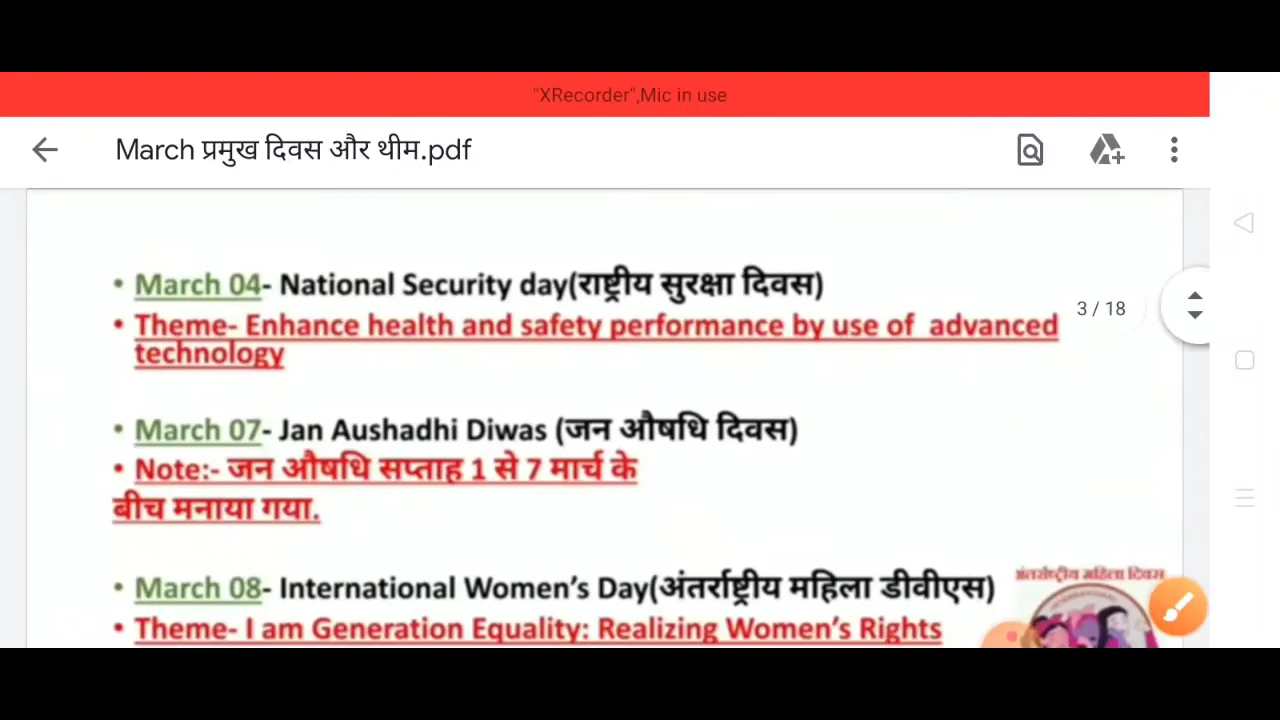 "XRecorder",Mic in use
March प्रमुख दिवस और थीम.pdf
• March 04- National Security day(राष्ट्रीय सुरक्षा दिवस)
• Theme- Enhance health and safety performance by use of advanced
technology
3 / 18
• March 07- Jan Aushadhi Diwas (जन औषधि दिवस)
• Note:- जन औषधि सप्ताह 1 से 7 मार्च के
बीच मनाया गया.
• March 08- International Women’s Day(अंतर्राष्ट्रीय महिला डीवीएस)
अंतर्राष्ट्रीय महिला दिवस
• Theme- I am Generation Equality: Realizing Women’s Rights